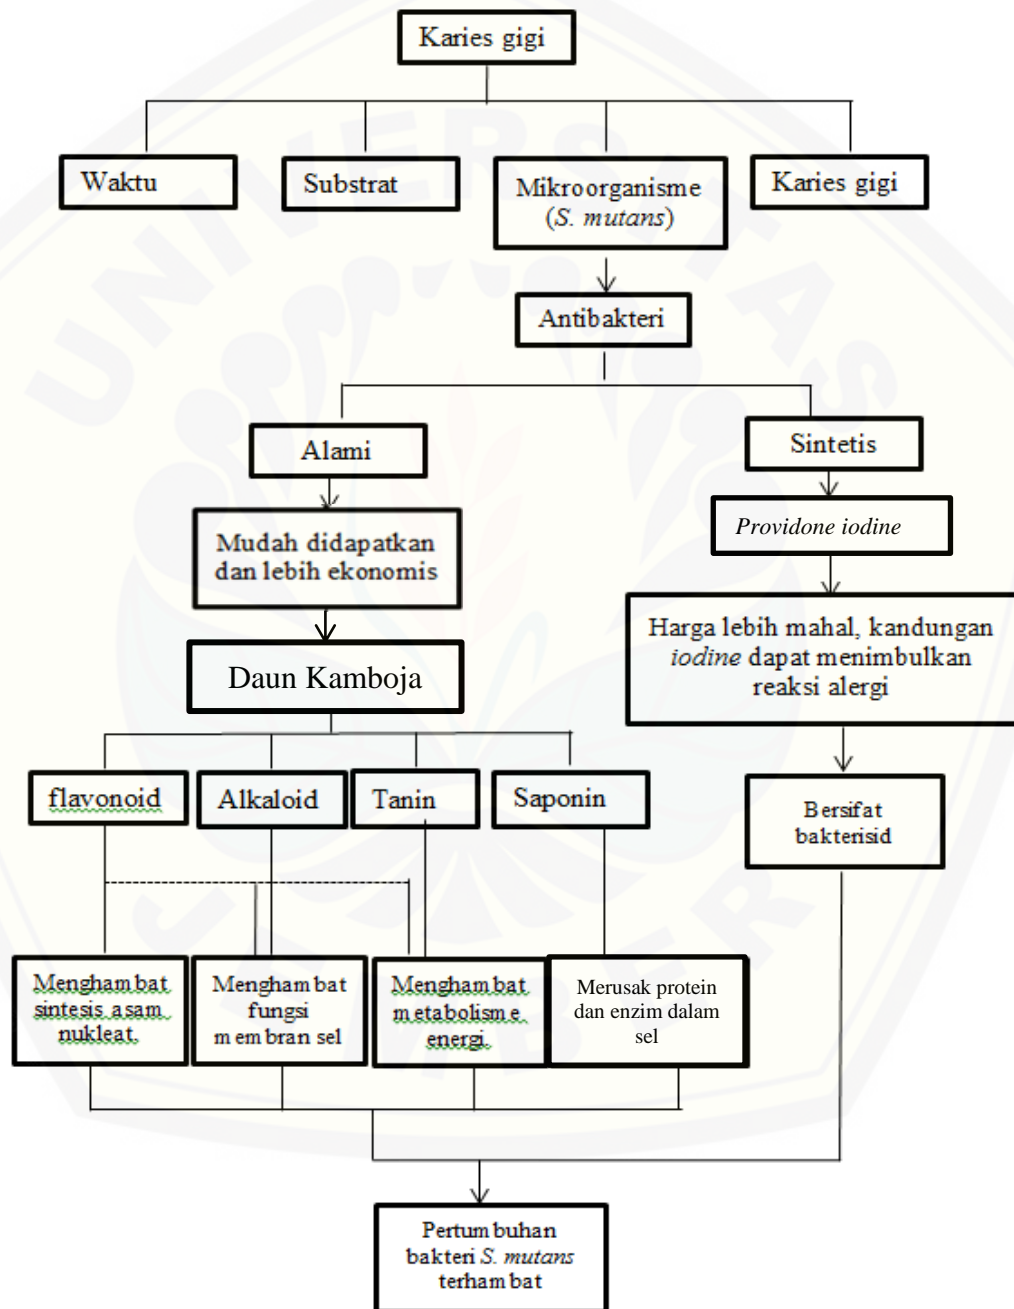 Karies gigi
Waktu
Substrat
Mikroorganisme
(S. mutans)
Karies gigi
Antibakteri
Alami
Sintetis
Mudah didapatkan
dan lebih ekonomis
Providone iodine
Harga lebih mahal, kandungan
iodine dapat menimbulkan
reaksi alergi
Daun Kamboja
flavonoid
Alkaloid
Tanin
Saponin
Bersifat
bakterisid
Menghambat
sintesis asam
nukleat.
Menghambat
fungsi
membran sel
Menghambat
metabolisme
energi.
Merusak protein
dan enzim dalam
sel
Pertumbuhan
bakteri S. mutans
terhambat
UNIVERSITAS
JEMBER